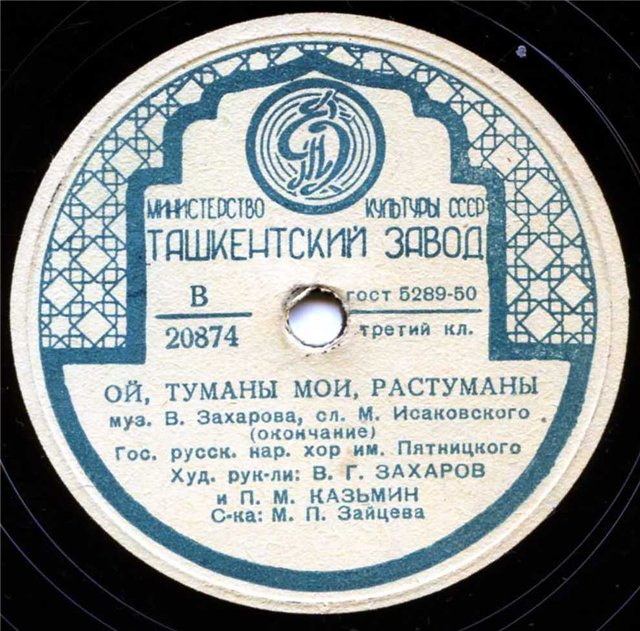 МИНИСТЕРСТВО КУЛЬТУРЫ СССР
ТАШКЕНТСКИЙ ЗАВОД
В
20874
гост 5289-50
третий кл.
ОЙ, ТУМАНЫ МОИ, РАСТУМАНЫ
муз. В. Захарова, сл. М. Исаковского
(окончание)
Гос. русск. нар. хор им. Пятницкого
Худ. рук-ли: В. Г. ЗАХАРОВ
и П. М. КАЗЬМИН
С-ка: М. П. Зайцева